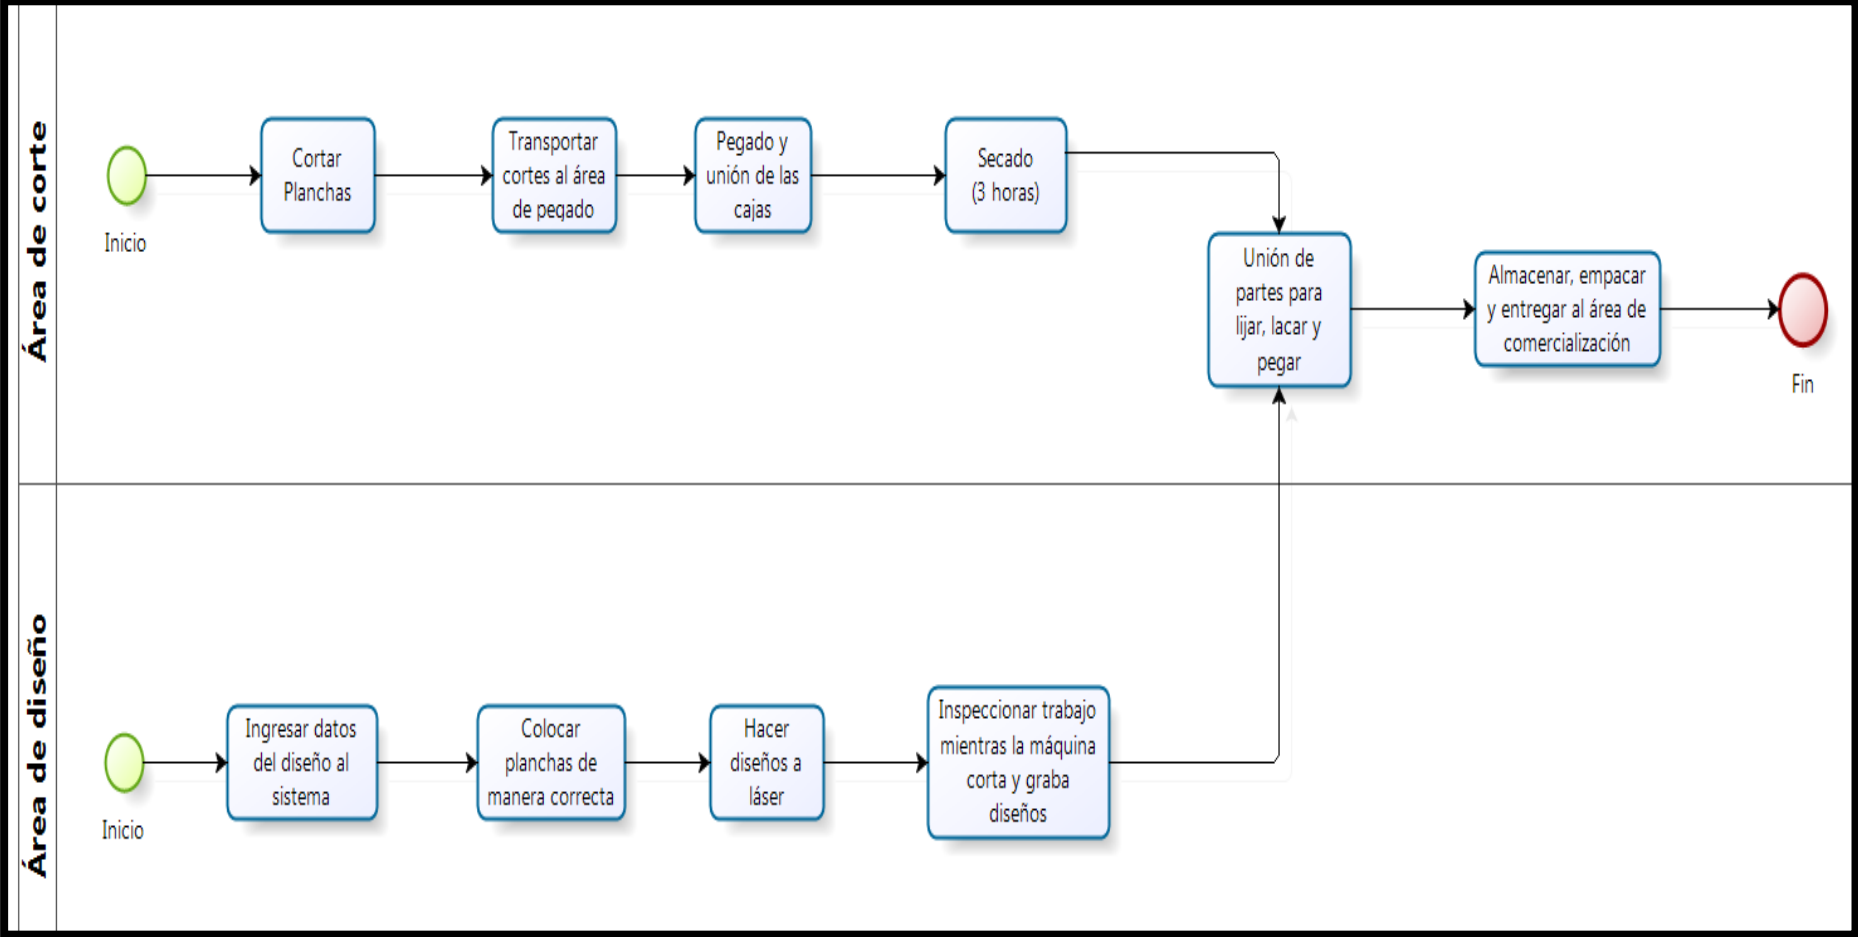 Área de corte
Inicio
Cortar
Planchas
Transportar
cortes al área
de pegado
Pegado y
unión de las
cajas
Secado
(3 horas)
Unión de
partes para
lijar, lacar y
pegar
Almacenar, empacar
y entregar al área de
comercialización
Fin
Área de diseño
Inicio
Ingresar datos
del diseño al
sistema
Colocar
planchas de
manera correcta
Hacer
diseños a
láser
Inspeccionar trabajo
mientras la máquina
corta y graba
diseños